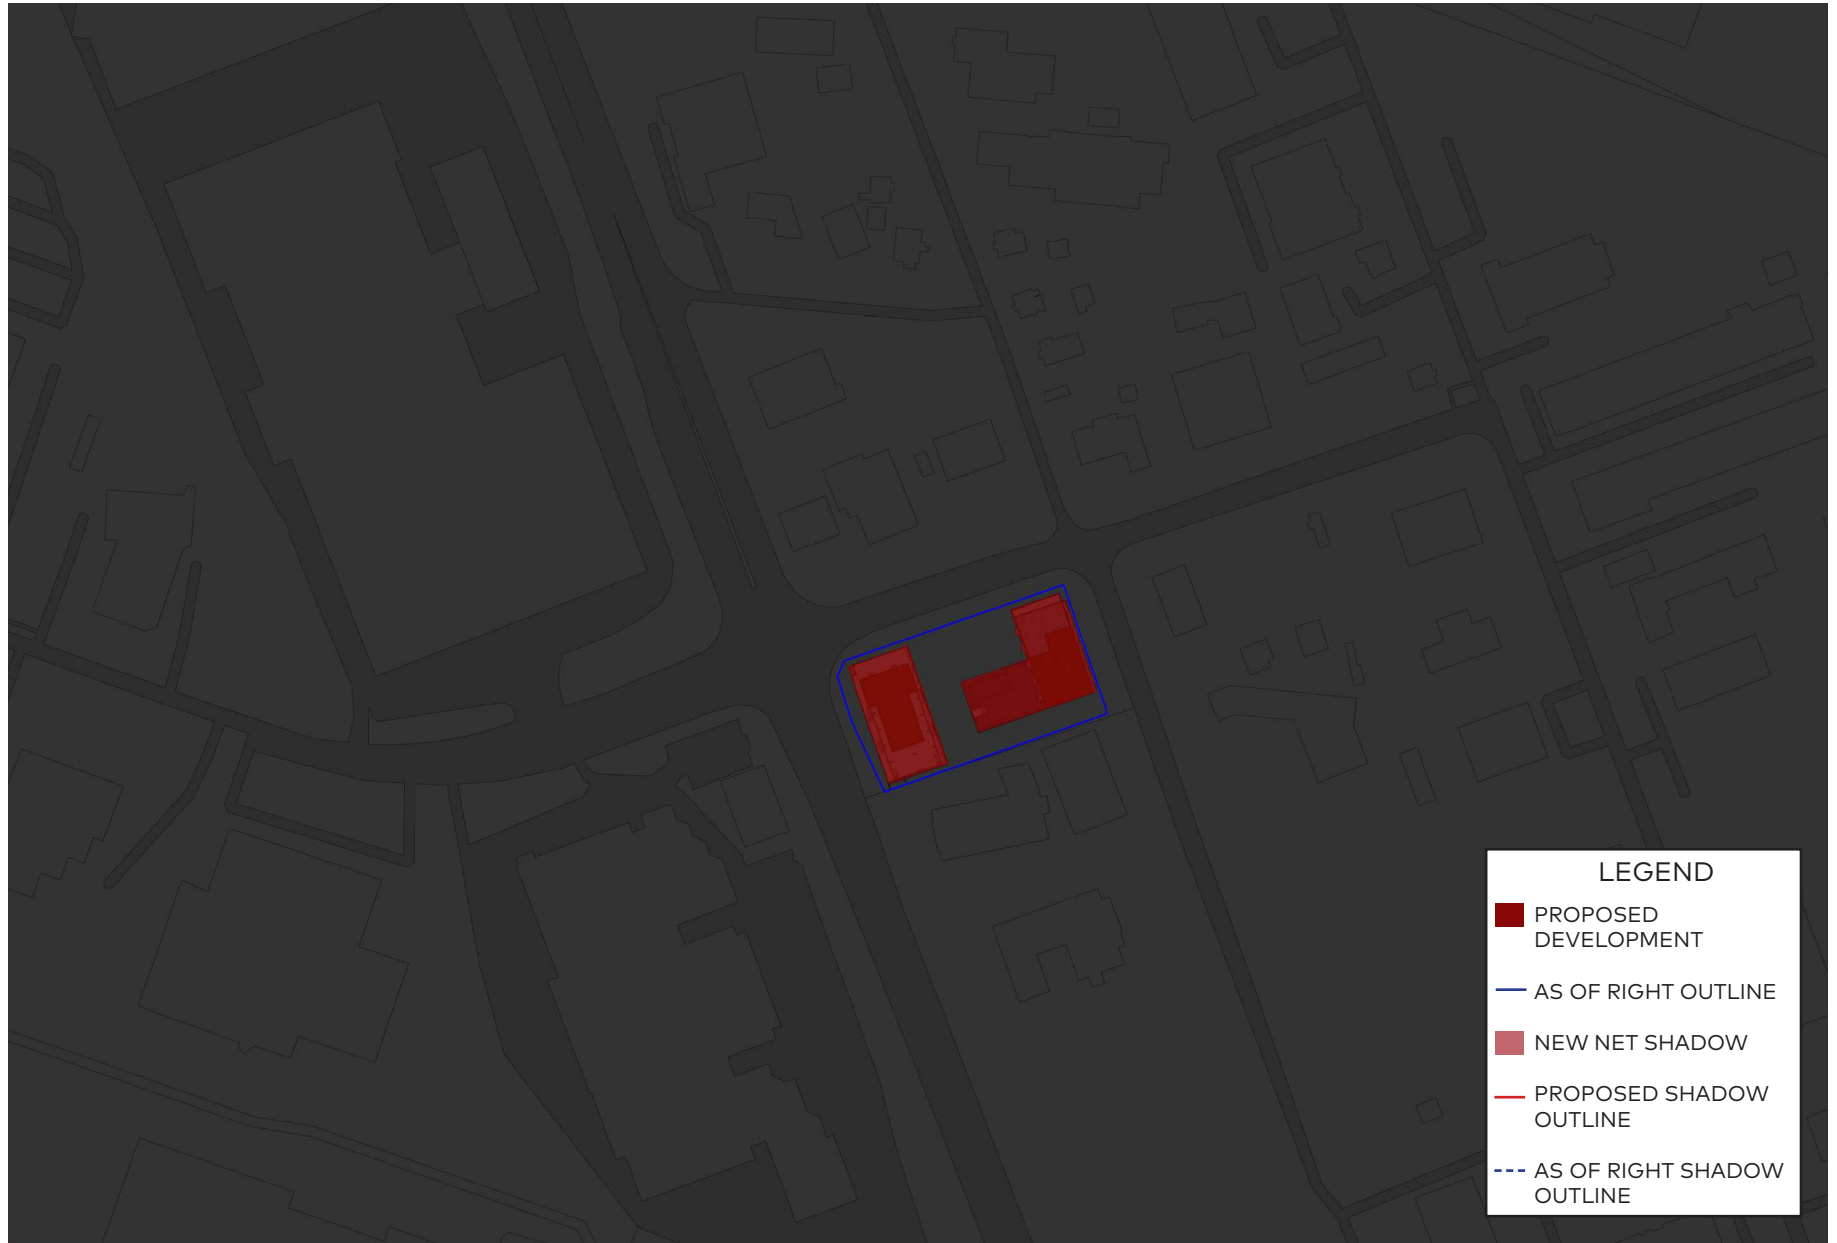 LEGEND
PROPOSED
DEVELOPMENT
AS OF RIGHT OUTLINE
NEW NET SHADOW
PROPOSED SHADOW
OUTLINE
AS OF RIGHT SHADOW
OUTLINE